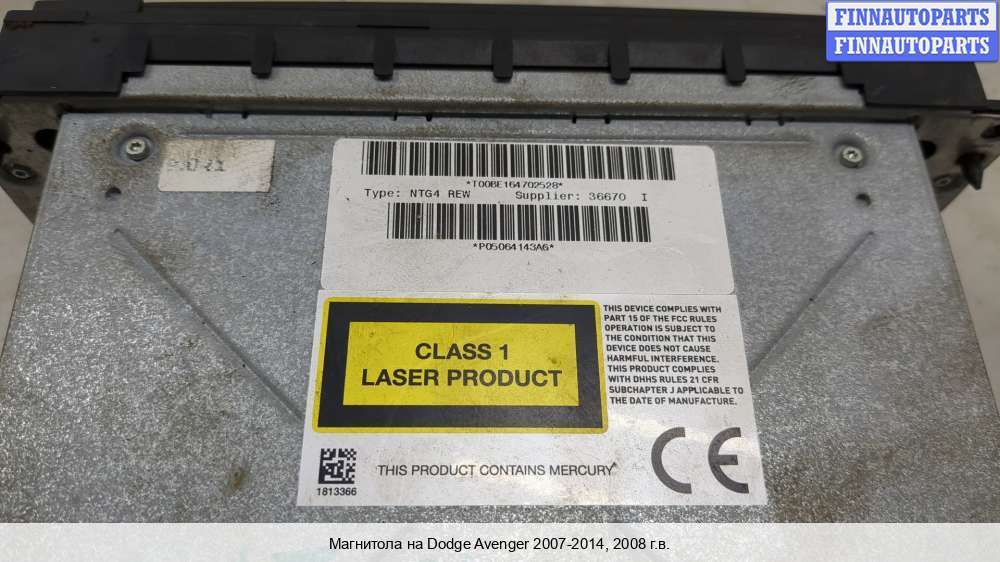 FINNAUTOPARTS
FINNAUTOPARTS
*T00BE164702528*
Type: NTG4 REW Supplier: 36670 I
*P05064143A6*
CLASS 1
LASER PRODUCT
THIS DEVICE COMPLIES WITH
PART 15 OF THE FCC RULES
OPERATION IS SUBJECT TO
THE CONDITION THAT THIS
DEVICE DOES NOT CAUSE
HARMFUL INTERFERENCE.
THIS PRODUCT COMPLIES
WITH DHHS RULES 21 CFR
SUBCHAPTER J APPLICABLE TO
THE DATE OF MANUFACTURE.
1813366
THIS PRODUCT CONTAINS MERCURY
CE
Магнитола на Dodge Avenger 2007-2014, 2008 г.в.